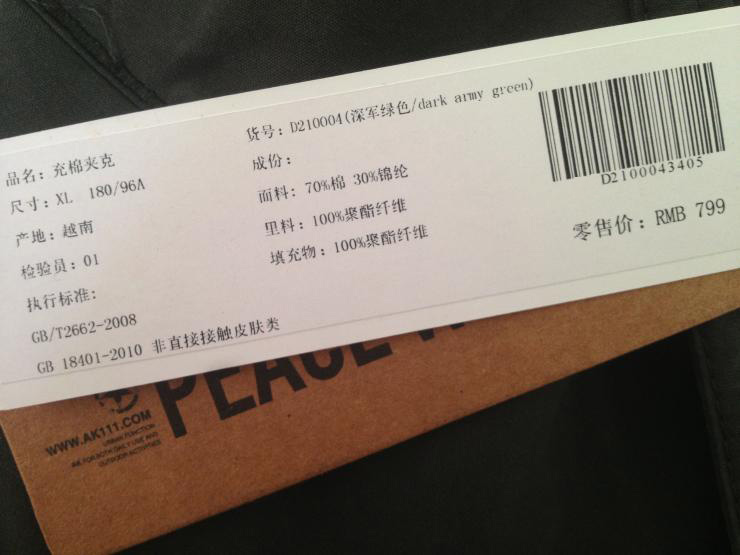 品名：充棉夹克
尺寸：XL 180/96A
产地：越南
检验员：01
执行标准：
GB/T2662-2008
GB 18401-2010 非直接接触皮肤类
货号：D210004(深军绿色/dark army green)
成份：
面料：70%棉 30%锦纶
里料：100%聚酯纤维
填充物：100%聚酯纤维
D2100043405
零售价：RMB 799
PEACE
WWW.AK111.COM
URBAN FUNCTION
OUTDOOR ACTIVITIES